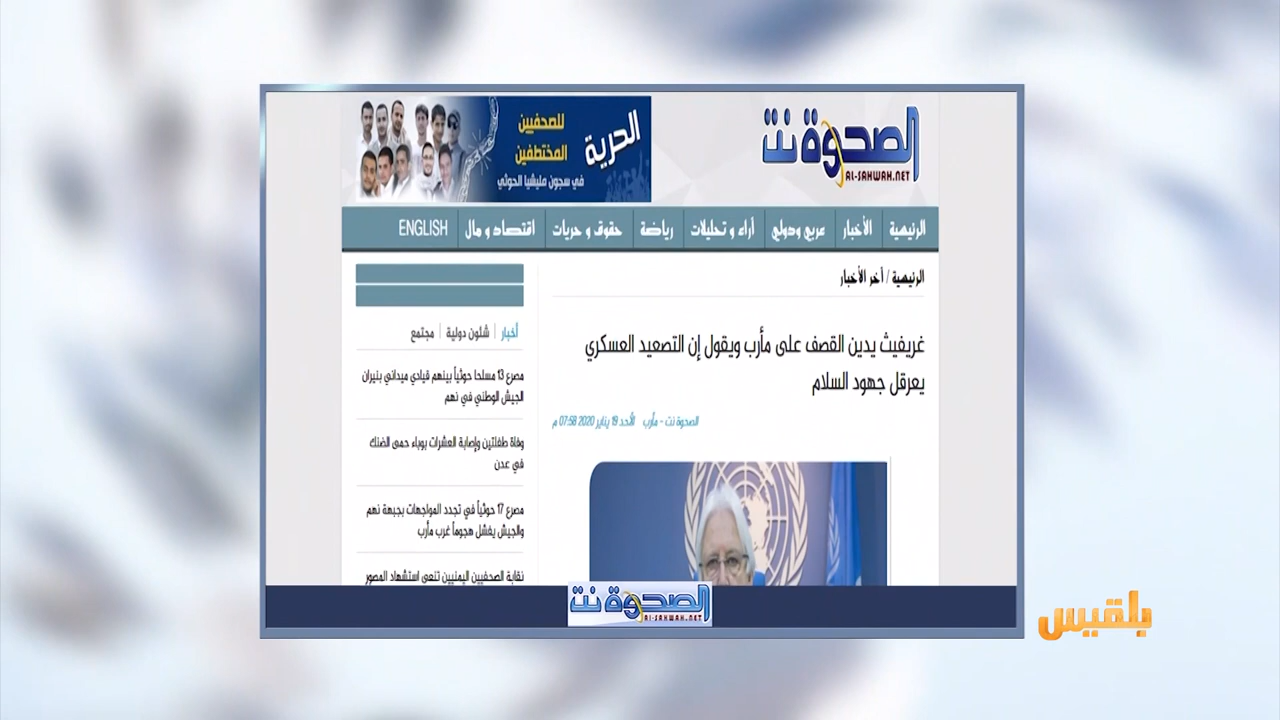 الصحوة نت
AL-SAHWAH.NET
الحرية
للصحفيين
المختطفين
في سجون مليشيا الحوثي
الرئيسية
الأخبار
عربي ودولي
آراء و تحليلات
رياضة
حقوق و حريات
اقتصاد و مال
ENGLISH
الرئيسية / آخر الأخبار
غريفيث يدين القصف على مأرب ويقول إن التصعيد العسكري
يعرقل جهود السلام
الصحوة نت - مأرب الأحد 19 يناير 2020 07:58 م
أخبار
شئون دولية
مجتمع
مصرع 13 مسلحا حوثياً بينهم قيادي ميداني بنيران
الجيش الوطني في نهم
وفاة طفلتين وإصابة العشرات بوباء حمى الضنك
في عدن
مصرع 17 حوثياً في تجدد المواجهات بجبهة نهم
والجيش يفشل هجوماً غرب مأرب
نقابة الصحفيين اليمنيين تنعي استشهاد المصور
الصحوة نت
AL-SAHWAH.NET
بلقيس